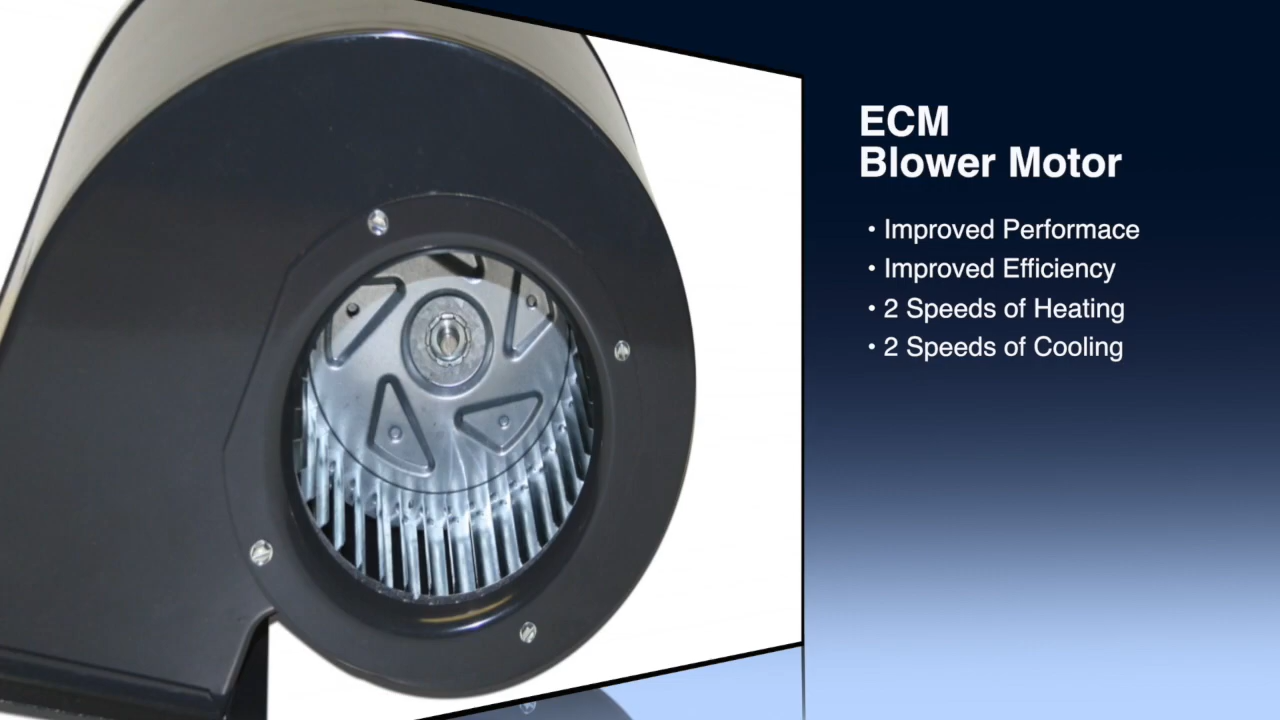 ECM
Blower Motor
• Improved Performace
• Improved Efficiency
• 2 Speeds of Heating
• 2 Speeds of Cooling